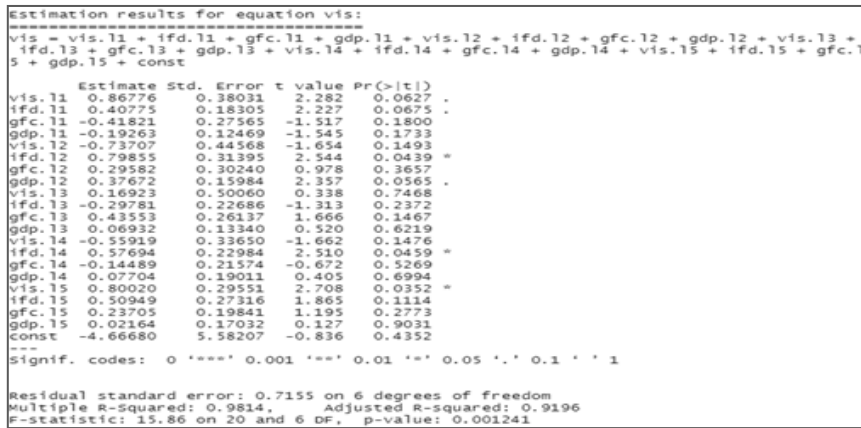 Estimation results for equation vis:
====================================
vis = vis.l1 + ifd.l1 + gfc.l1 + gdp.l1 + vis.l2 + ifd.l2 + gfc.l2 + gdp.l2 + vis.l3 +
ifd.l3 + gfc.l3 + gdp.l3 + vis.l4 + ifd.l4 + gfc.l4 + gdp.l4 + vis.l5 + ifd.l5 + gfc.l
5 + gdp.l5 + const
Estimate Std. Error t value Pr(>|t|)
vis.l1 0.86776 0.38031 2.282 0.0627 .
ifd.l1 0.40775 0.18305 2.227 0.0675 .
gfc.l1 -0.41821 0.27565 -1.517 0.1800
gdp.l1 -0.19263 0.12469 -1.545 0.1733
vis.l2 -0.73707 0.44568 -1.654 0.1493
ifd.l2 0.79855 0.31395 2.544 0.0439 *
gfc.l2 0.29582 0.30240 0.978 0.3657
gdp.l2 0.37672 0.15984 2.357 0.0565 .
vis.l3 0.16923 0.50060 0.338 0.7468
ifd.l3 -0.29781 0.22686 -1.313 0.2372
gfc.l3 0.43553 0.26137 1.666 0.1467
gdp.l3 0.06932 0.13340 0.520 0.6219
vis.l4 -0.55919 0.33650 -1.662 0.1476
ifd.l4 0.57694 0.22984 2.510 0.0459 *
gfc.l4 -0.14489 0.21574 -0.672 0.5269
gdp.l4 0.07704 0.19011 0.405 0.6994
vis.l5 0.80020 0.29551 2.708 0.0352 *
ifd.l5 0.50949 0.27316 1.865 0.1114
gfc.l5 0.23705 0.19841 1.195 0.2773
gdp.l5 0.02164 0.17032 0.127 0.9031
const -4.66680 5.58207 -0.836 0.4352
---
Signif. codes: 0 '***' 0.001 '**' 0.01 '*' 0.05 '.' 0.1 ' ' 1
Residual standard error: 0.7155 on 6 degrees of freedom
Multiple R-Squared: 0.9814, Adjusted R-squared: 0.9196
F-statistic: 15.86 on 20 and 6 DF, p-value: 0.001241